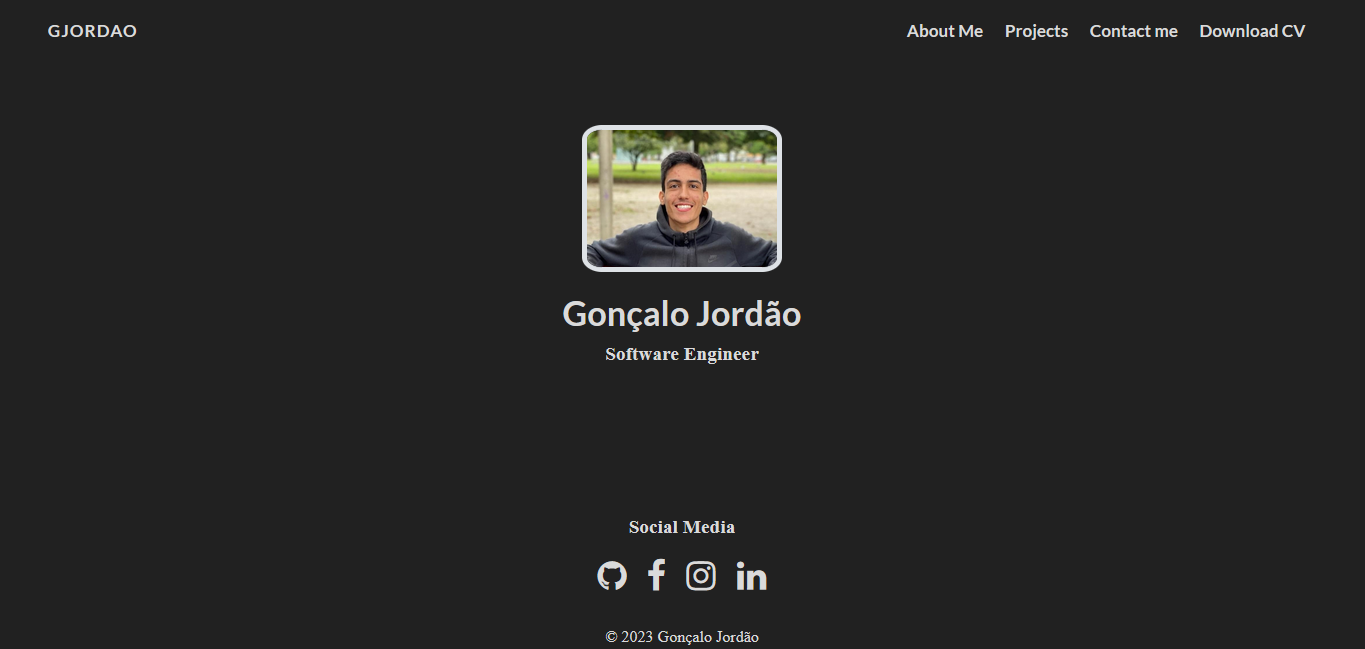 GJORDAO
About Me Projects Contact me Download CV
Gonçalo Jordão
Software Engineer
Social Media
© 2023 Gonçalo Jordão